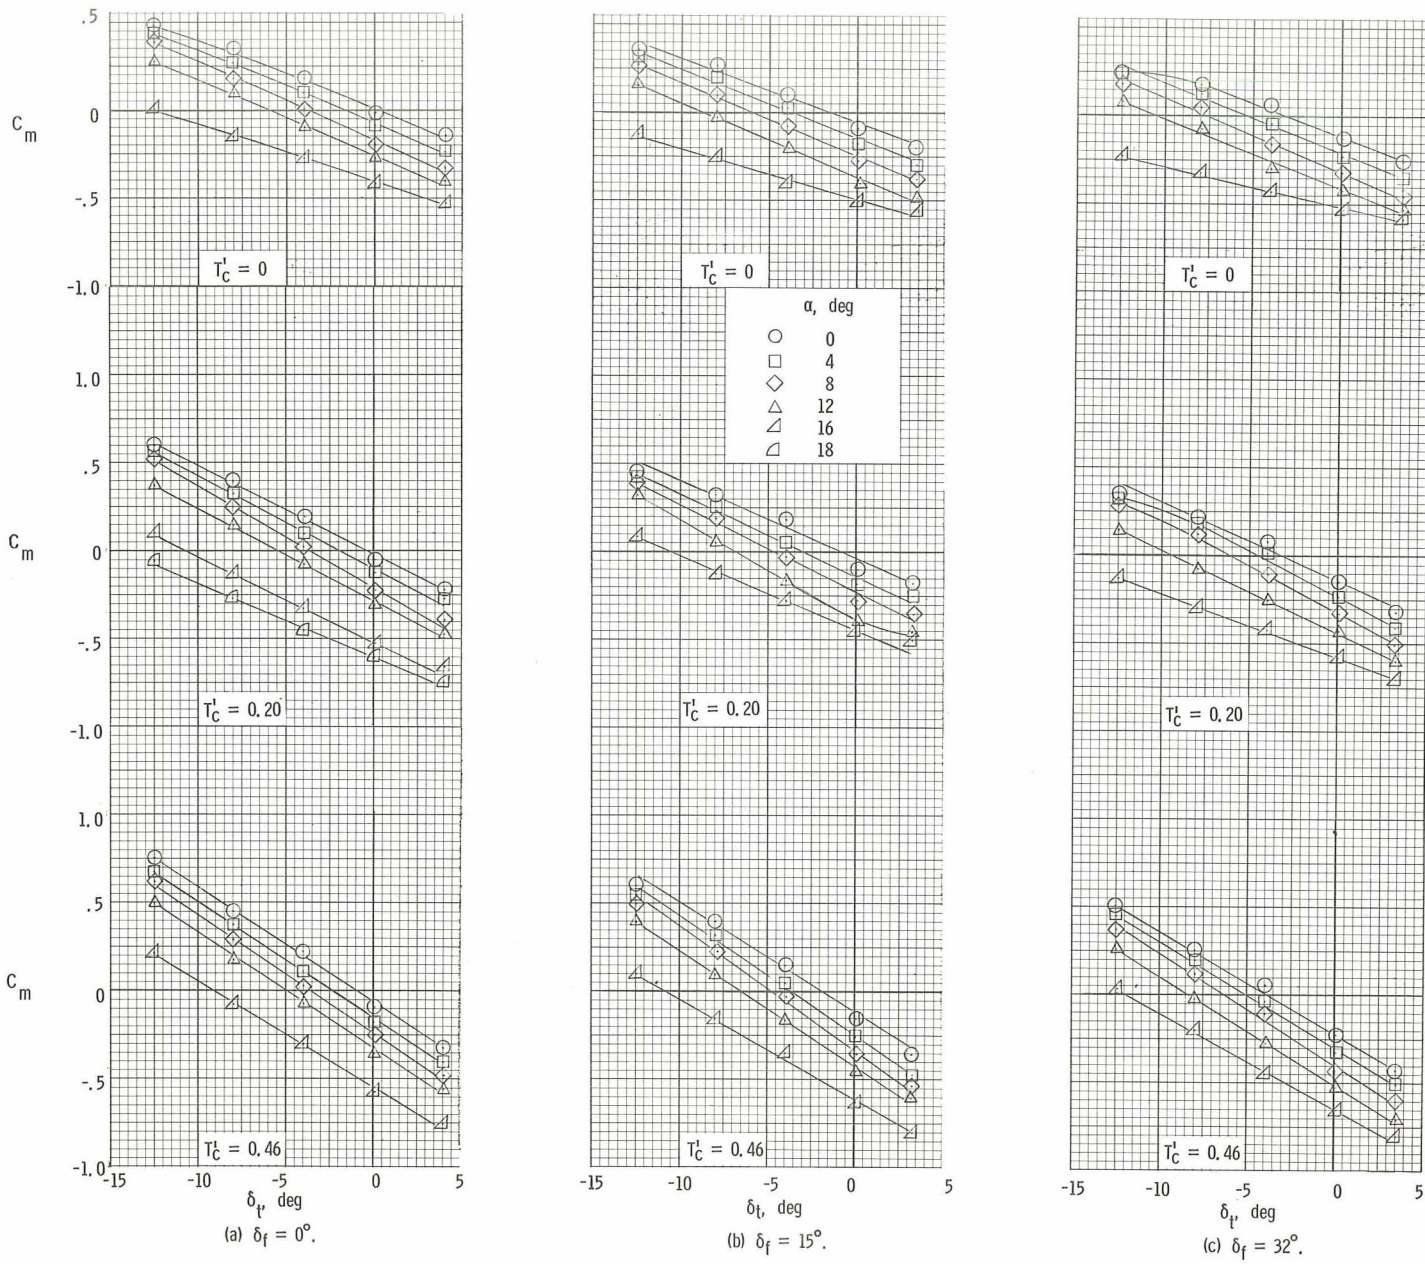 .5
0
C_m
-.5
T'_C = 0
-1.0
1.0
.5
C_m
0
-.5
T'_C = 0.20
-1.0
1.0
.5
C_m
0
-.5
T'_C = 0.46
-1.0
-15 -10 -5 0 5
δ_t, deg
(a) δ_f = 0°.
T'_C = 0
α, deg
0
4
8
12
16
18
T'_C = 0.20
T'_C = 0.46
-15 -10 -5 0 5
δt, deg
(b) δ_f = 15°.
T'_C = 0
T'_C = 0.20
T'_C = 0.46
-15 -10 -5 0 5
δ_t, deg
(c) δ_f = 32°.